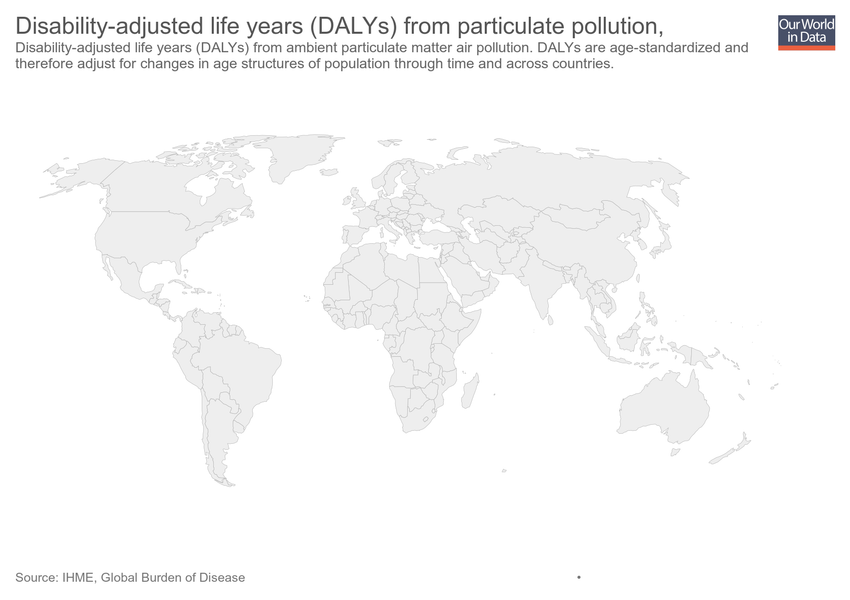 Disability-adjusted life years (DALYs) from particulate pollution,
Our World
in Data
Disability-adjusted life years (DALYs) from ambient particulate matter air pollution. DALYs are age-standardized and
therefore adjust for changes in age structures of population through time and across countries.
Source: IHME, Global Burden of Disease
•